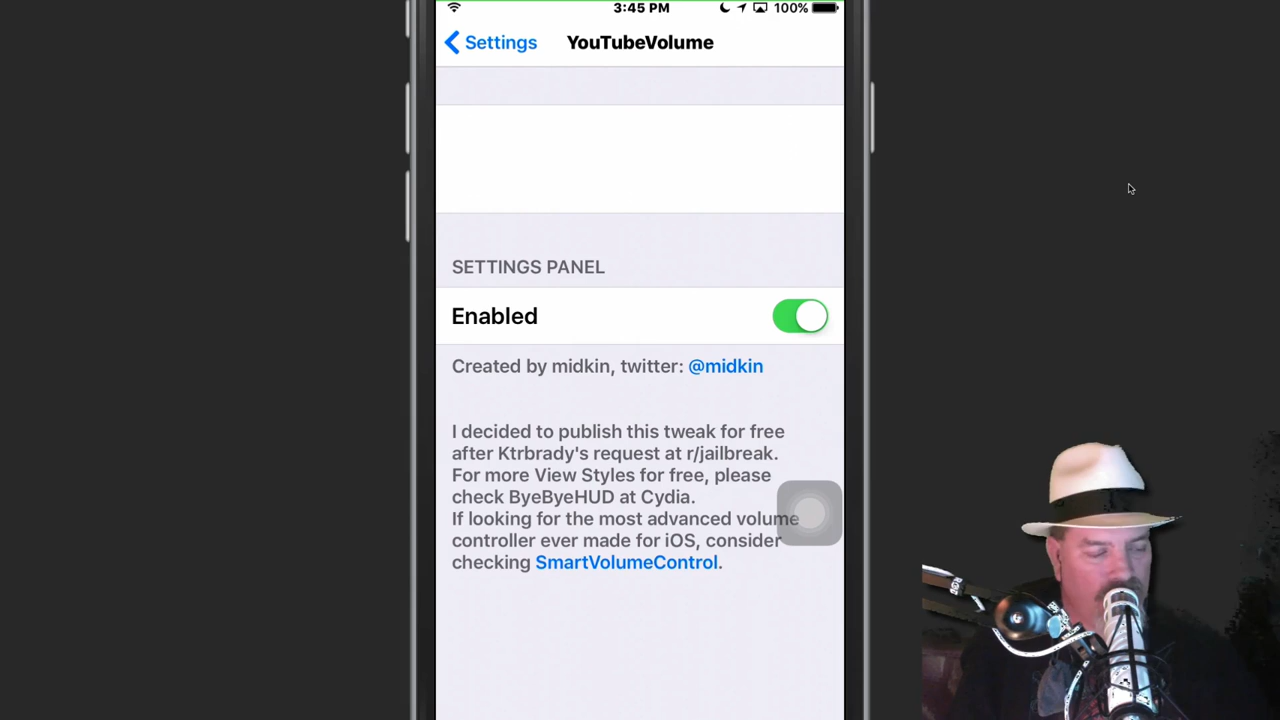 3:45 PM
100%
Settings
YouTubeVolume
SETTINGS PANEL
Enabled
Created by midkin, twitter: @midkin
I decided to publish this tweak for free
after Ktrbrady's request at r/jailbreak.
For more View Styles for free, please
check ByeByeHUD at Cydia.
If looking for the most advanced volume
controller ever made for iOS, consider
checking SmartVolumeControl.